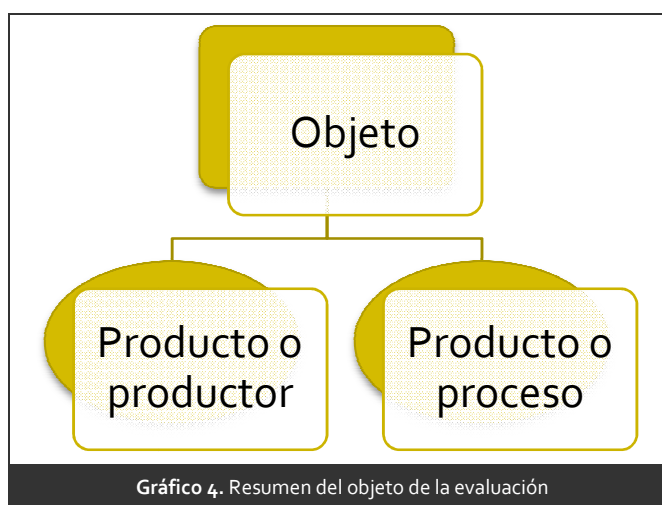 Objeto
Producto o
productor
Producto o
proceso
Gráfico 4. Resumen del objeto de la evaluación